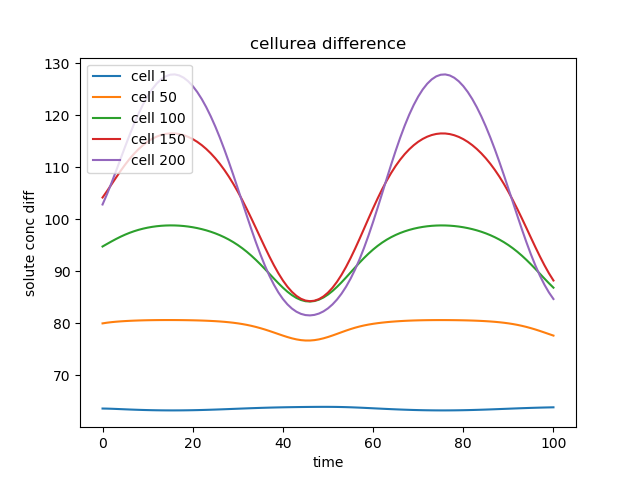 cellurea difference
130
120
110
100
90
80
70
solute conc diff
cell 1
cell 50
cell 100
cell 150
cell 200
0 20 40 60 80 100
time